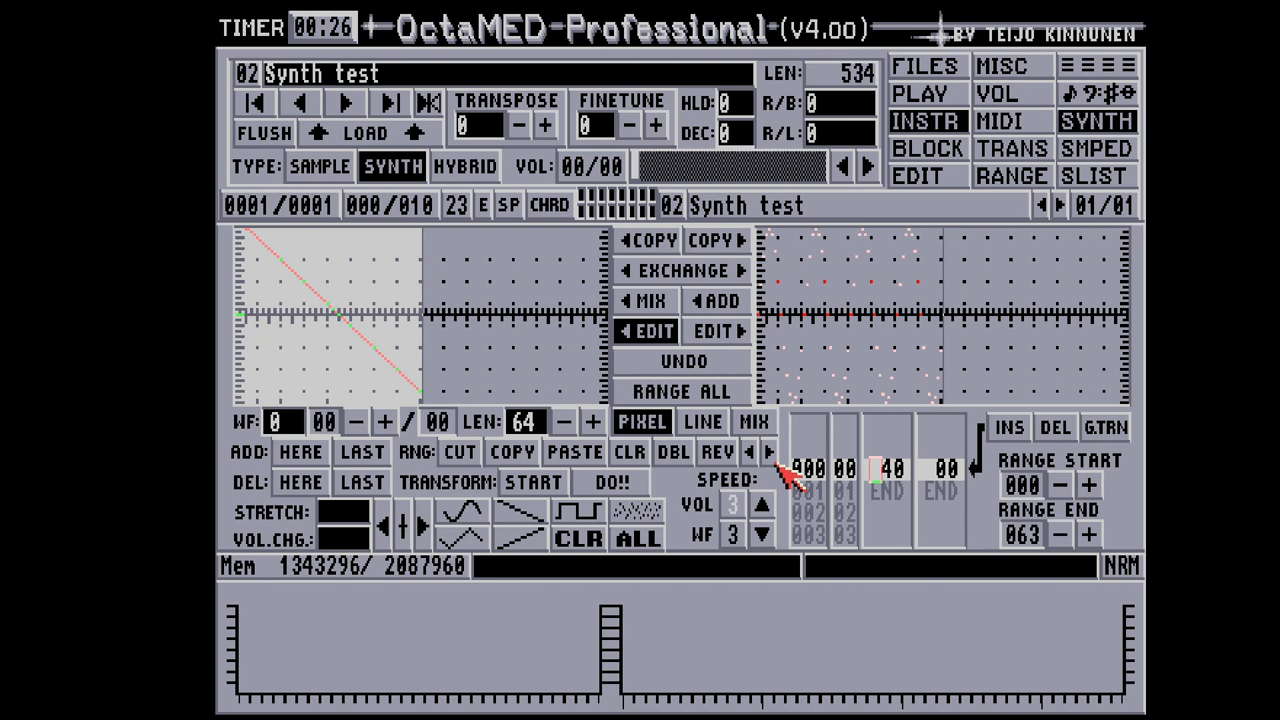 TIMER 00:26 OctaMED-Professional (v4.00) BY TEIJO KINNUNEN
02 Synth test LEN: 534 FILES MISC
TRANSPOSE FINETUNE HLD: 0 R/B: 0 PLAY VOL
0 - + 0 - +
FLUSH LOAD DEC: 0 R/L: 0 INSTR MIDI SYNTH
BLOCK TRANS SMPED
TYPE: SAMPLE SYNTH HYBRID VOL: 00/00 EDIT RANGE SLIST
0001/0001 000/010 23 E SP CHRD 02 Synth test 01/01
COPY COPY
EXCHANGE
MIX ADD
EDIT EDIT
UNDO
RANGE ALL
WF: 0 00 - + / 00 LEN: 64 - + PIXEL LINE MIX INS DEL G.TRN
ADD: HERE LAST RNG: CUT COPY PASTE CLR DBL REV 000 00 40 00 RANGE START
DEL: HERE LAST TRANSFORM: START DO!! SPEED: 001 01 END END 000 - +
STRETCH: VOL 3 002 02 RANGE END
VOL.CHG.: CLR ALL WF 3 003 03 063 - +
Mem 1343296/ 2087960 NRM